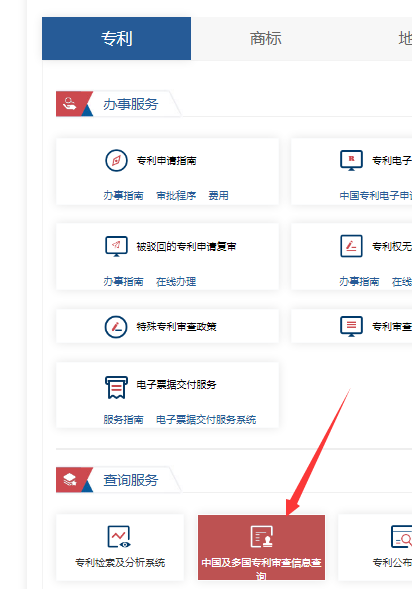 专利 商标 地
办事服务
专利申请指南 专利电子
办事指南 审批程序 费用 中国专利电子申
被驳回的专利申请复审 专利权无
办事指南 在线办理 办事指南 在线
特殊专利审查政策 专利审查
电子票据交付服务
服务指南 电子票据交付服务系统
查询服务
专利检索及分析系统 中国及多国专利审查信息查 专利公布
询